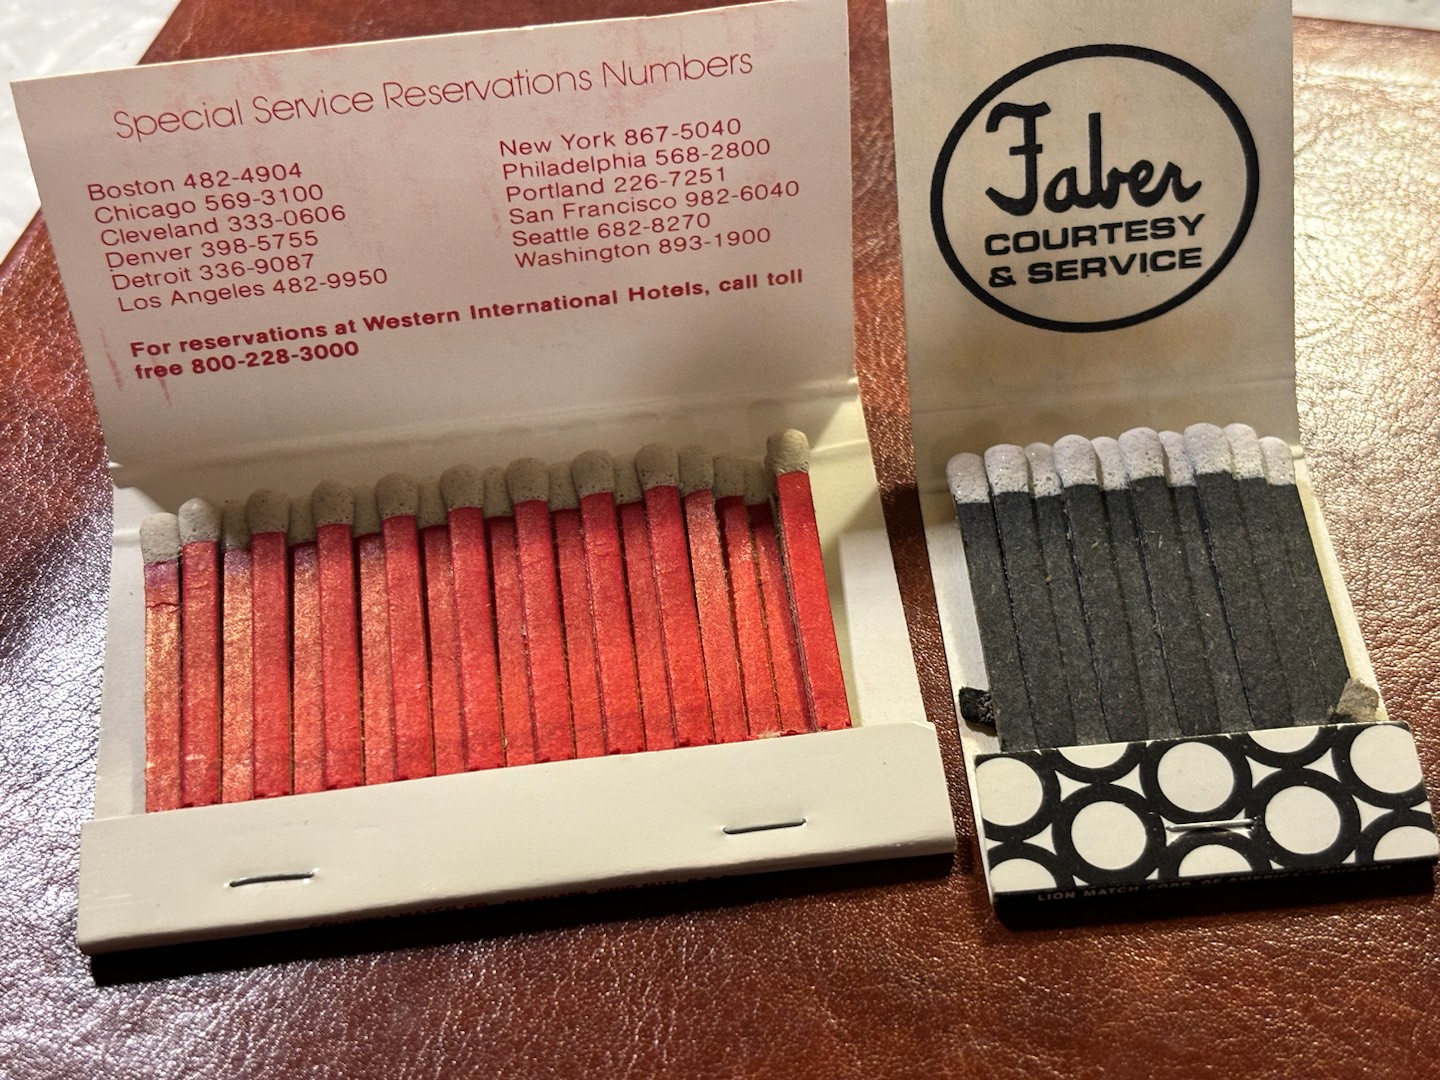 Special Service Reservations Numbers
Boston 482-4904
Chicago 569-3100
Cleveland 333-0606
Denver 398-5755
Detroit 336-9087
Los Angeles 482-9950
New York 867-5040
Philadelphia 568-2800
Portland 226-7251
San Francisco 982-6040
Seattle 682-8270
Washington 893-1900
For reservations at Western International Hotels, call toll
free 800-228-3000
Faber
COURTESY
& SERVICE
LION MATCH CORP. OF AMERICA, CHICAGO